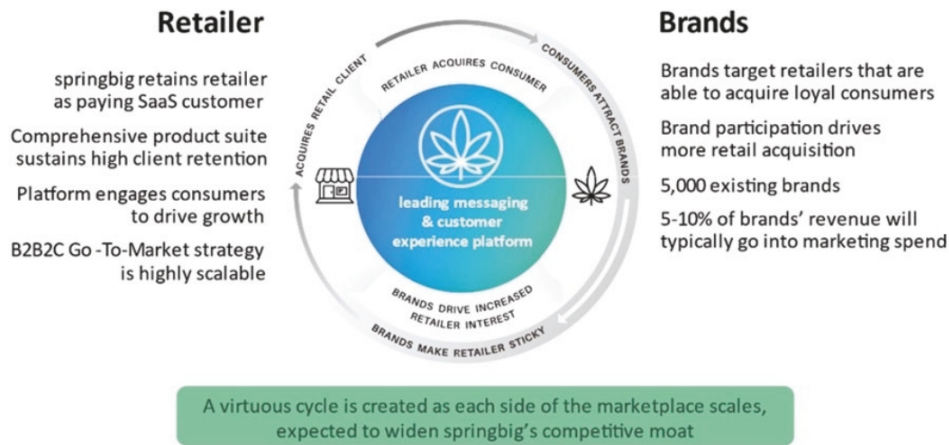 Retailer
springbig retains retailer
as paying SaaS customer
Comprehensive product suite
sustains high client retention
Platform engages consumers
to drive growth
B2B2C Go -To-Market strategy
is highly scalable
ACQUIRES RETAIL CLIENT
RETAILER ACQUIRES CONSUMER
CONSUMERS ATTRACT BRANDS
leading messaging
& customer
experience platform
BRANDS DRIVE INCREASED
RETAILER INTEREST
BRANDS MAKE RETAILER STICKY
Brands
Brands target retailers that are
able to acquire loyal consumers
Brand participation drives
more retail acquisition
5,000 existing brands
5-10% of brands’ revenue will
typically go into marketing spend
A virtuous cycle is created as each side of the marketplace scales,
expected to widen springbig’s competitive moat